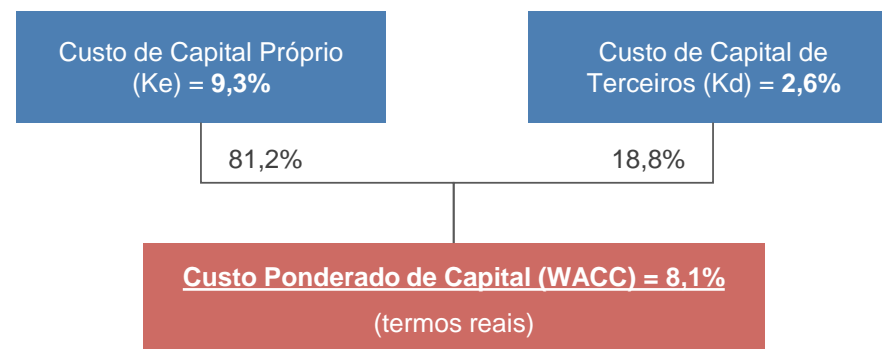 Custo de Capital Próprio
(Ke) = 9,3%
Custo de Capital de
Terceiros (Kd) = 2,6%
81,2%
18,8%
Custo Ponderado de Capital (WACC) = 8,1%
(termos reais)